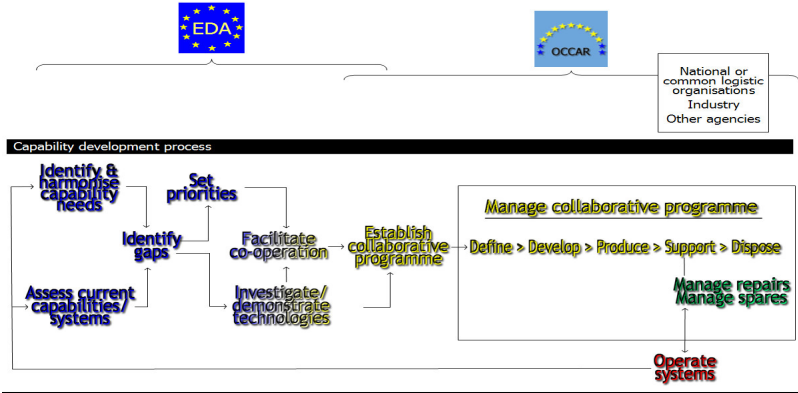 EDA
OCCAR
National or
common logistic
organisations
Industry
Other agencies
Capability development process
Identify &
harmonise
capability
needs
Set
priorities
Identify
gaps
Facilitate
co-operation
Establish
collaborative
programme
Manage collaborative programme
Define > Develop > Produce > Support > Dispose
Assess current
capabilities/
systems
Investigate/
demonstrate
technologies
Manage repairs
Manage spares
Operate
systems